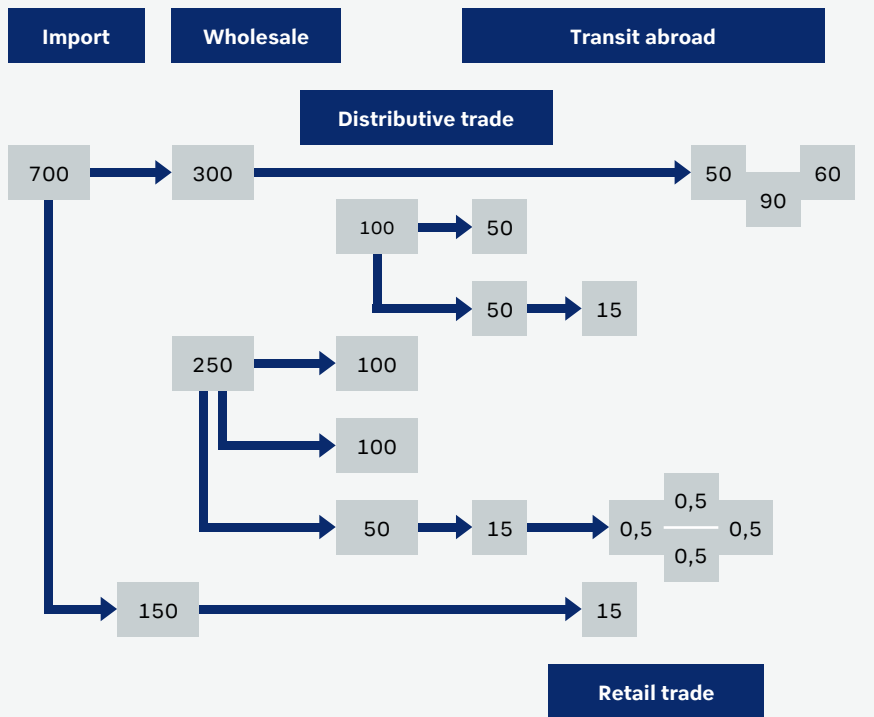 Import Wholesale Transit abroad
Distributive trade
700 300 50 60
90
100 50
50 15
250 100
100
0,5
50 15 0,5 0,5
0,5
150 15
Retail trade